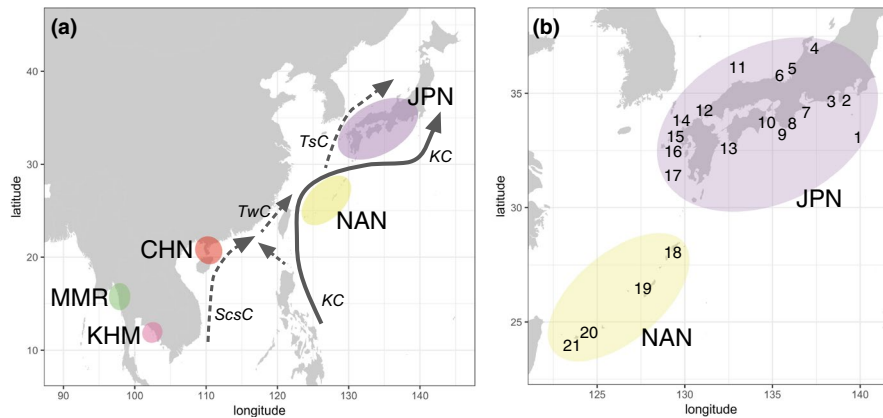 (a)
40
30
20
10
latitude
90
100
110
120
130
140
longitude
JPN
TsC
KC
TwC
NAN
CHN
MMR
KHM
ScsC
KC
(b)
35
30
25
latitude
125
130
135
140
longitude
4
11
6
5
12
3
2
14
7
10
8
1
15
9
16
13
17
JPN
18
19
20
21
NAN